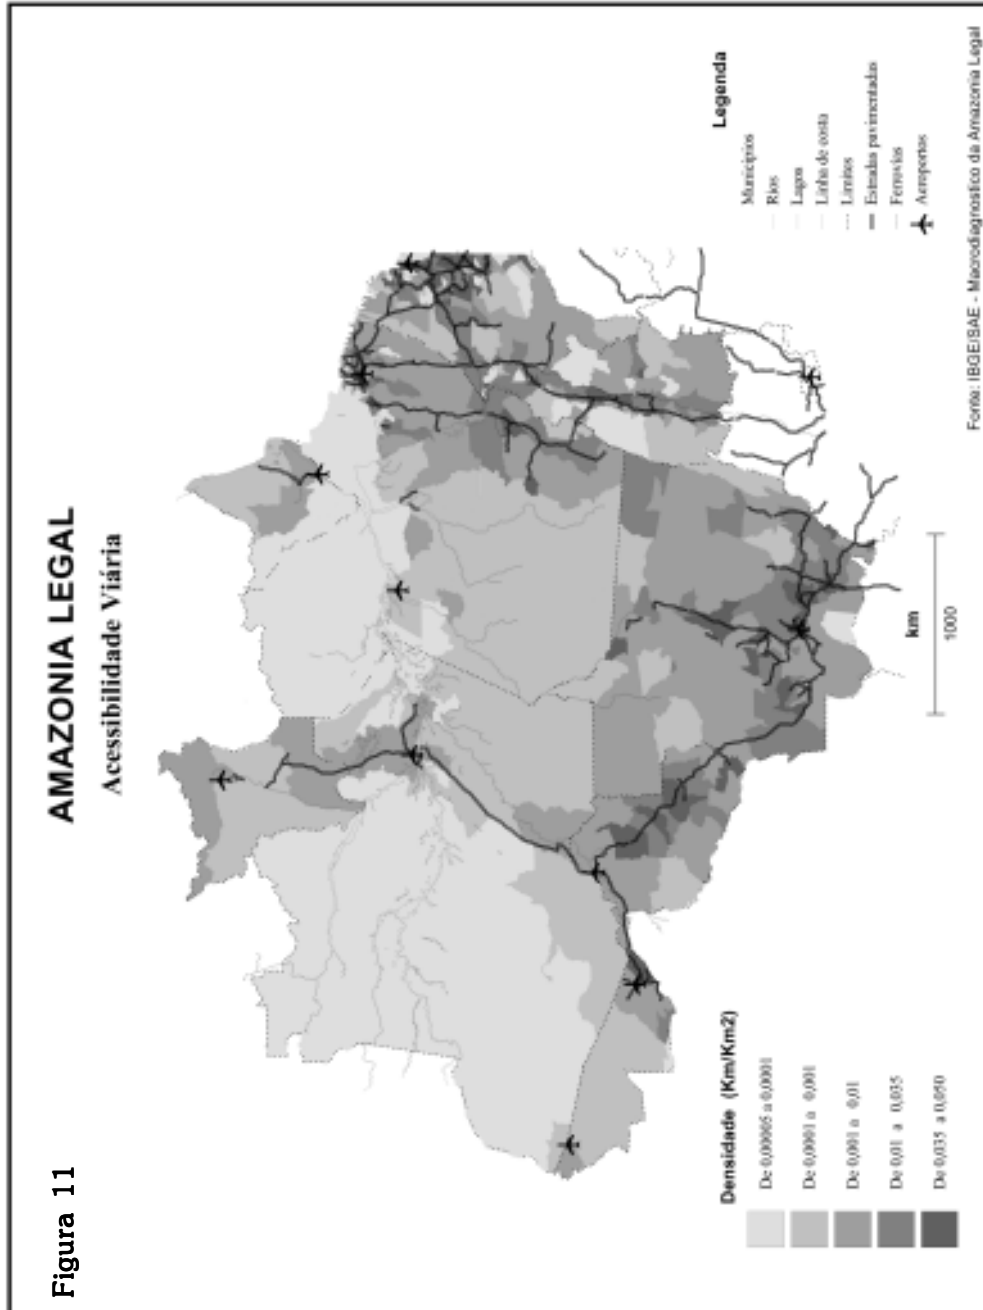 Figura 11
AMAZONIA LEGAL
Acessibilidade Viária
Legenda
Municípios
Rios
Lagos
Linha de costa
Limites
Estradas pavimentadas
Ferrovias
Aeroportos
km
1000
Densidade (Km/Km2)
De 0,00005 a 0,0001
De 0,0001 a 0,001
De 0,001 a 0,01
De 0,01 a 0,035
De 0,035 a 0,050
Fonte: IBGE/SAE - Macrodiagnostico da Amazonia Legal